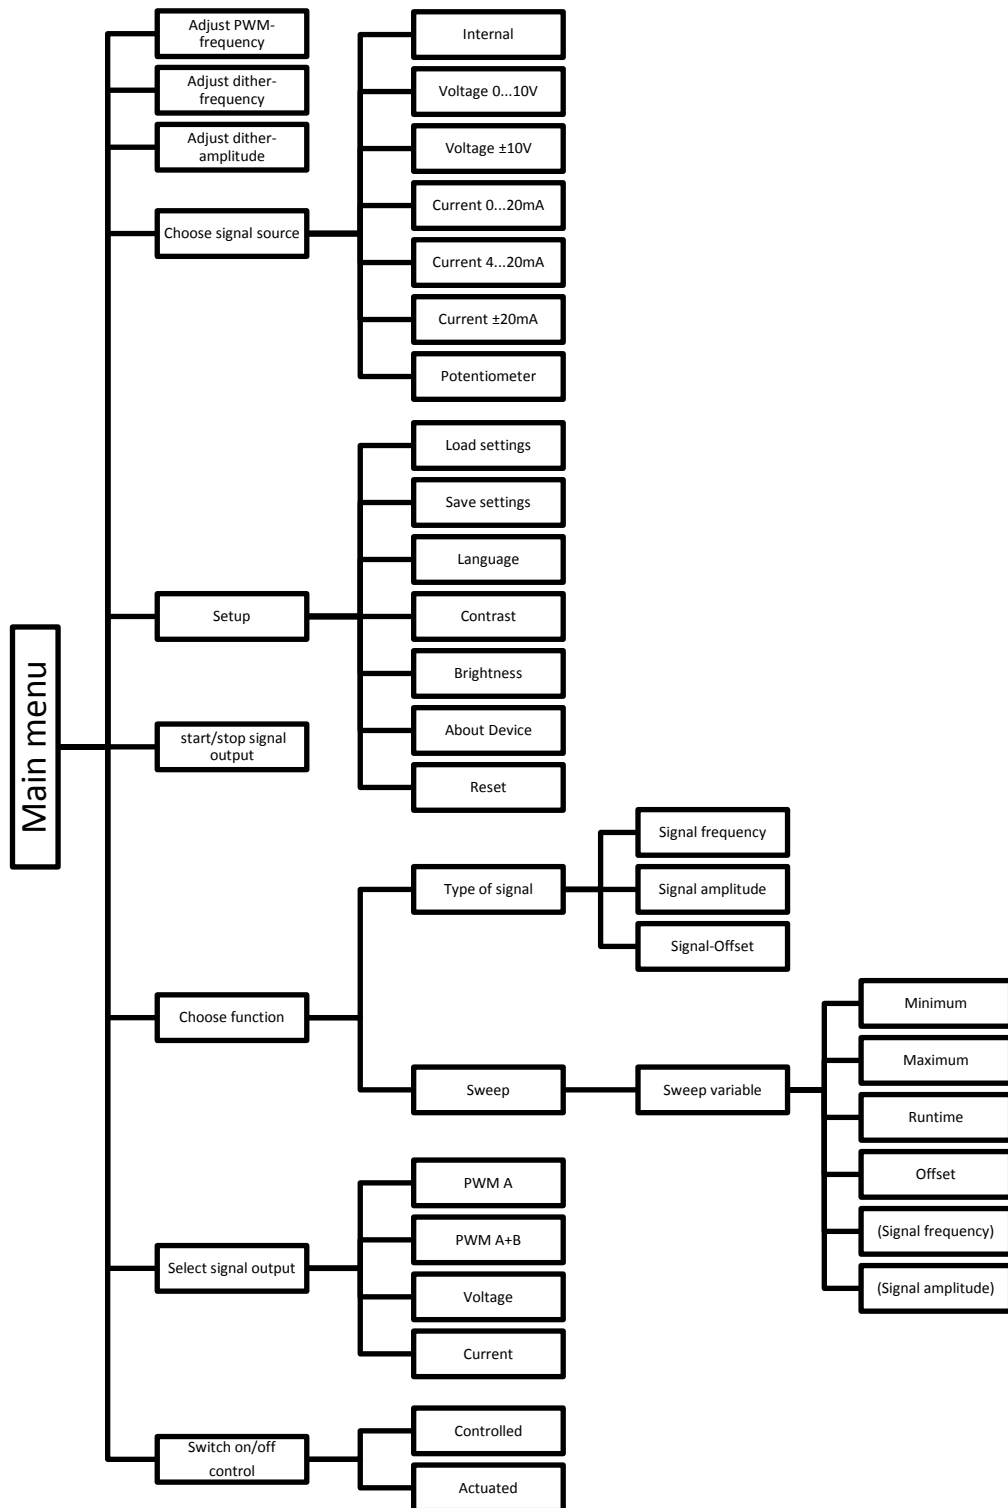 Main menu
Adjust PWM-
frequency
Adjust dither-
frequency
Adjust dither-
amplitude
Choose signal source
Internal
Voltage 0...10V
Voltage ±10V
Current 0...20mA
Current 4...20mA
Current ±20mA
Potentiometer
Setup
Load settings
Save settings
Language
Contrast
Brightness
About Device
Reset
start/stop signal
output
Choose function
Type of signal
Signal frequency
Signal amplitude
Signal-Offset
Sweep
Sweep variable
Minimum
Maximum
Runtime
Offset
(Signal frequency)
(Signal amplitude)
Select signal output
PWM A
PWM A+B
Voltage
Current
Switch on/off
control
Controlled
Actuated